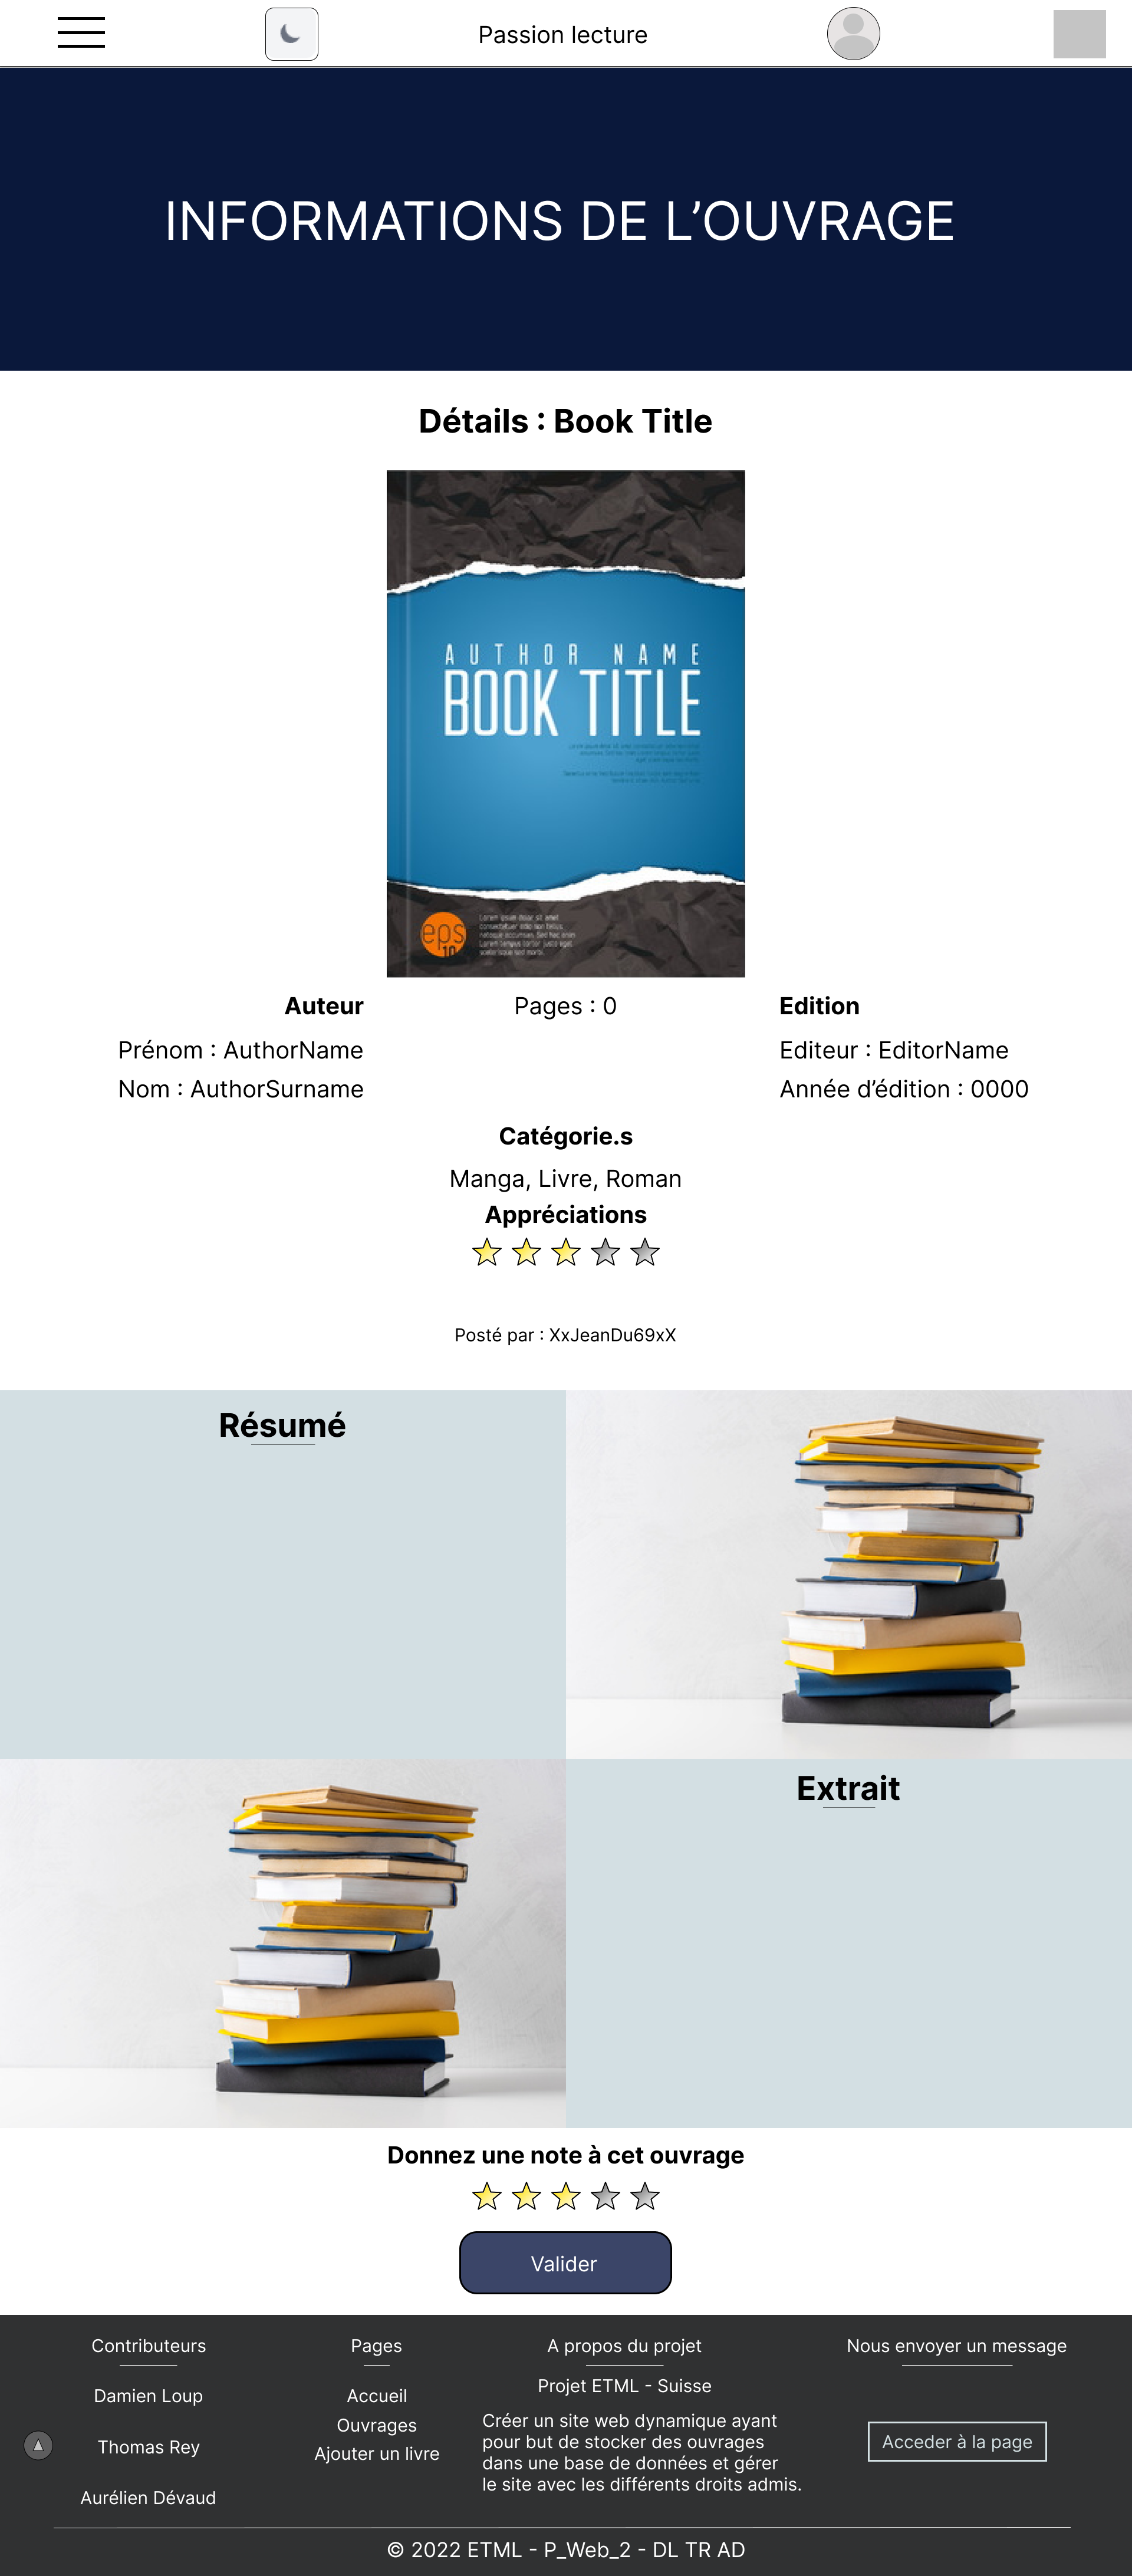 Passion lecture
INFORMATIONS DE L’OUVRAGE
Détails : Book Title
AUTHOR NAME
BOOK TITLE
eps
10
Lorem ipsum dolor sit amet
Auteur
Pages : 0
Edition
Prénom : AuthorName
Editeur : EditorName
Nom : AuthorSurname
Année d’édition : 0000
Catégorie.s
Manga, Livre, Roman
Appréciations
Posté par : XxJeanDu69xX
Résumé
Extrait
Donnez une note à cet ouvrage
Valider
Contributeurs
Damien Loup
Thomas Rey
Aurélien Dévaud
Pages
Accueil
Ouvrages
Ajouter un livre
A propos du projet
Projet ETML - Suisse
Créer un site web dynamique ayant
pour but de stocker des ouvrages
dans une base de données et gérer
le site avec les différents droits admis.
Nous envoyer un message
Acceder à la page
© 2022 ETML - P_Web_2 - DL TR AD